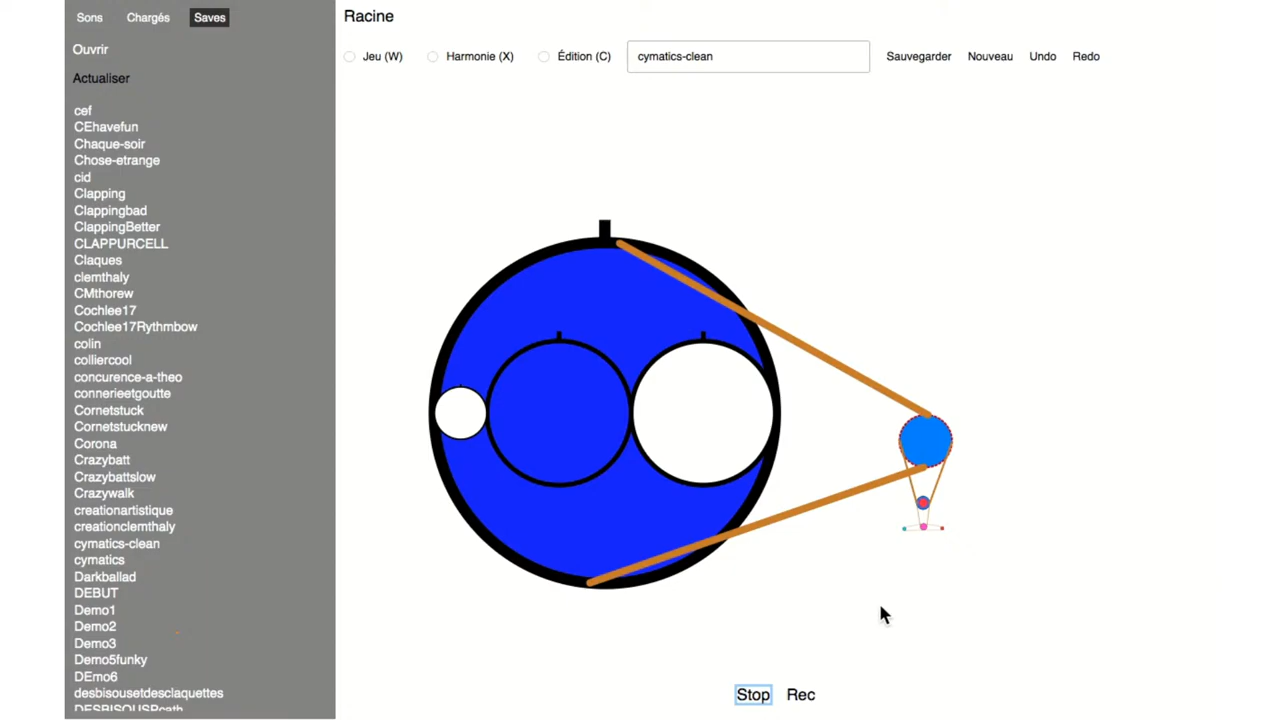 Sons Chargés Saves
Ouvrir
Actualiser
cef
CEhavefun
Chaque-soir
Chose-etrange
cid
Clapping
Clappingbad
ClappingBetter
CLAPPURCELL
Claques
clemthaly
CMthorew
Cochlee17
Cochlee17Rythmbow
colin
colliercool
concurence-a-theo
connerieetgoutte
Cornetstuck
Cornetstucknew
Corona
Crazybatt
Crazybattslow
Crazywalk
creationartistique
creationclemthaly
cymatics-clean
cymatics
Darkballad
DEBUT
Demo1
Demo2
Demo3
Demo5funky
DEmo6
desbisousetdesclaquettes
DESBISOUSPcath
Racine
Jeu (W) Harmonie (X) Édition (C) cymatics-clean Sauvegarder Nouveau Undo Redo
Stop Rec